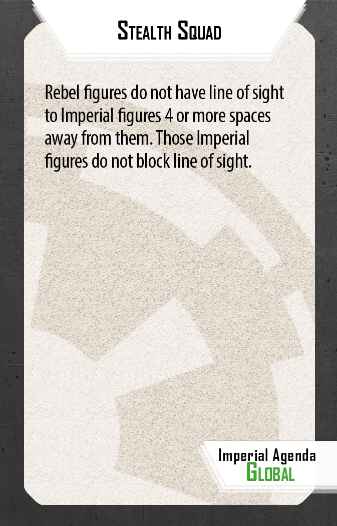 Stealth Squad
Rebel figures do not have line of sight
to Imperial figures 4 or more spaces
away from them. Those Imperial
figures do not block line of sight.
Imperial Agenda
Global